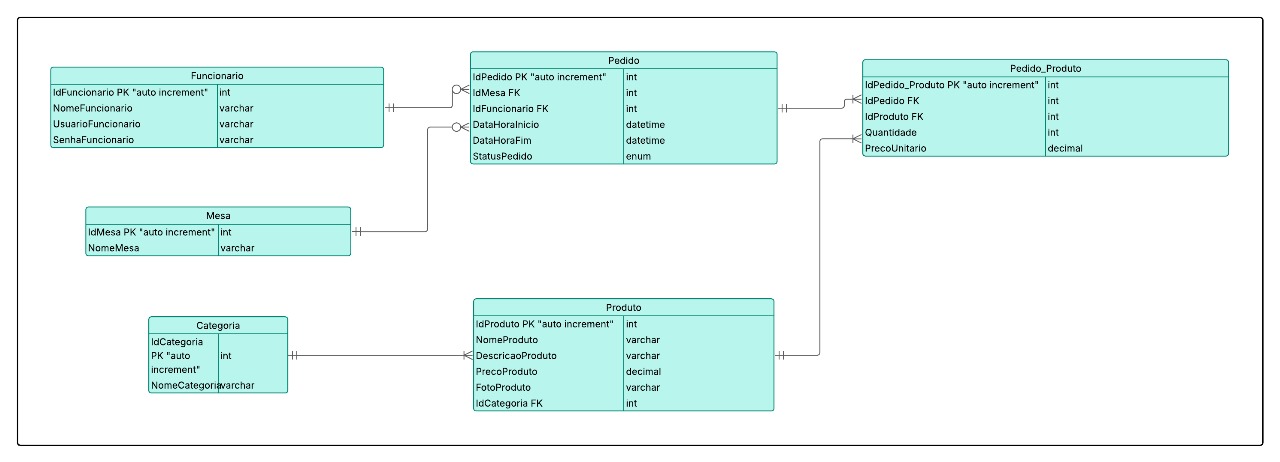 Funcionario
IdFuncionario PK "auto increment" int
NomeFuncionario varchar
UsuarioFuncionario varchar
SenhaFuncionario varchar
Pedido
IdPedido PK "auto increment" int
IdMesa FK int
IdFuncionario FK int
DataHoraInicio datetime
DataHoraFim datetime
StatusPedido enum
Pedido_Produto
IdPedido_Produto PK "auto increment" int
IdPedido FK int
IdProduto FK int
Quantidade int
PrecoUnitario decimal
Mesa
IdMesa PK "auto increment" int
NomeMesa varchar
Categoria
IdCategoria
PK "auto int
increment"
NomeCategoria varchar
Produto
IdProduto PK "auto increment" int
NomeProduto varchar
DescricaoProduto varchar
PrecoProduto decimal
FotoProduto varchar
IdCategoria FK int